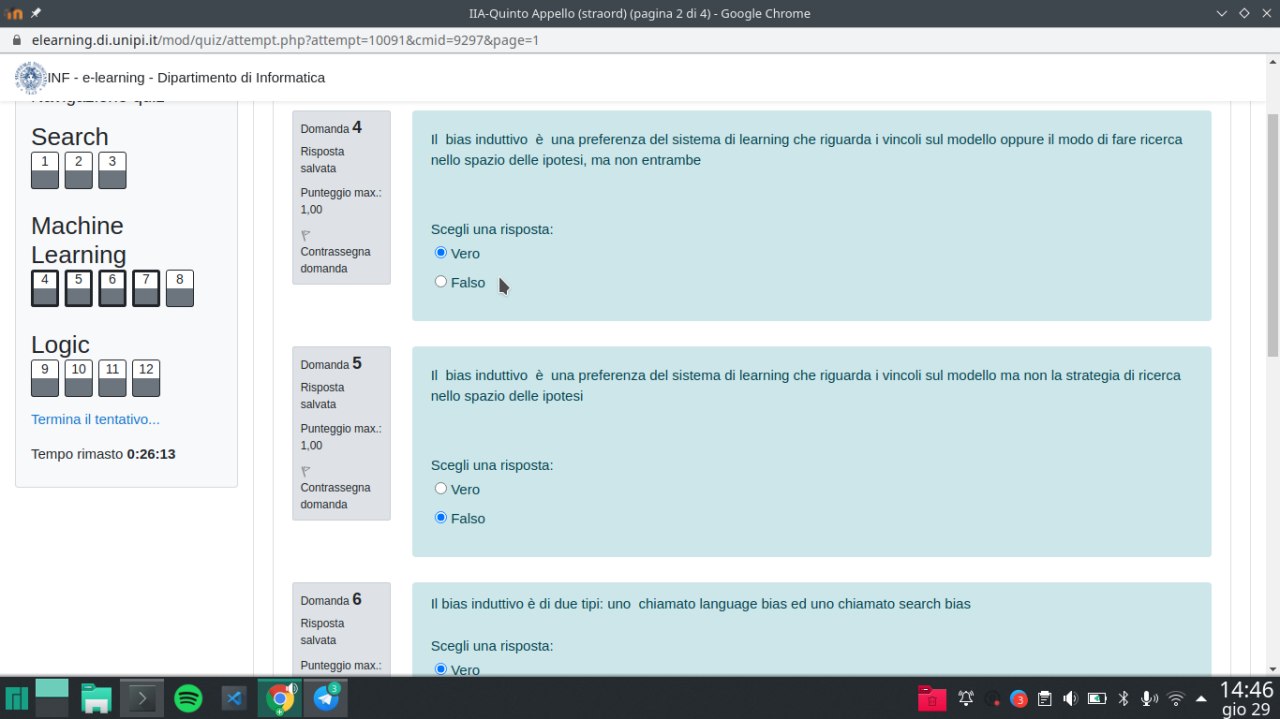 IIA-Quinto Appello (straord) (pagina 2 di 4) - Google Chrome
elearning.di.unipi.it/mod/quiz/attempt.php?attempt=10091&cmid=9297&page=1
INF - e-learning - Dipartimento di Informatica
Navigazione quiz
Search
1 2 3
Machine
Learning
4 5 6 7 8
Logic
9 10 11 12
Termina il tentativo...
Tempo rimasto 0:26:13
Domanda 4
Risposta
salvata
Punteggio max.:
1,00
Contrassegna
domanda
Il bias induttivo è una preferenza del sistema di learning che riguarda i vincoli sul modello oppure il modo di fare ricerca
nello spazio delle ipotesi, ma non entrambe
Scegli una risposta:
Vero
Falso
Domanda 5
Risposta
salvata
Punteggio max.:
1,00
Contrassegna
domanda
Il bias induttivo è una preferenza del sistema di learning che riguarda i vincoli sul modello ma non la strategia di ricerca
nello spazio delle ipotesi
Scegli una risposta:
Vero
Falso
Domanda 6
Risposta
salvata
Punteggio max.:
Il bias induttivo è di due tipi: uno chiamato language bias ed uno chiamato search bias
Scegli una risposta:
Vero
3
3
14:46
gio 29